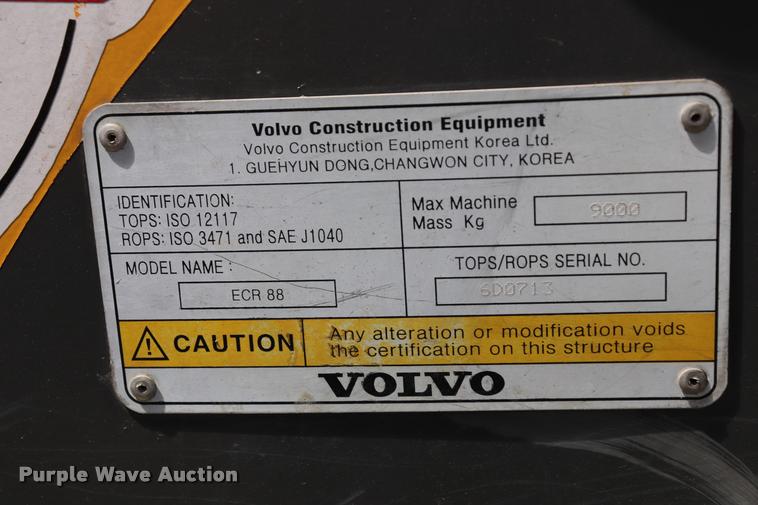 Volvo Construction Equipment
Volvo Construction Equipment Korea Ltd.
1. GUEHYUN DONG,CHANGWON CITY, KOREA
IDENTIFICATION:
TOPS: ISO 12117
ROPS: ISO 3471 and SAE J1040
Max Machine
Mass Kg
9000
MODEL NAME :
ECR 88
TOPS/ROPS SERIAL NO.
6D0713
CAUTION
Any alteration or modification voids
the certification on this structure
VOLVO
Purple Wave Auction